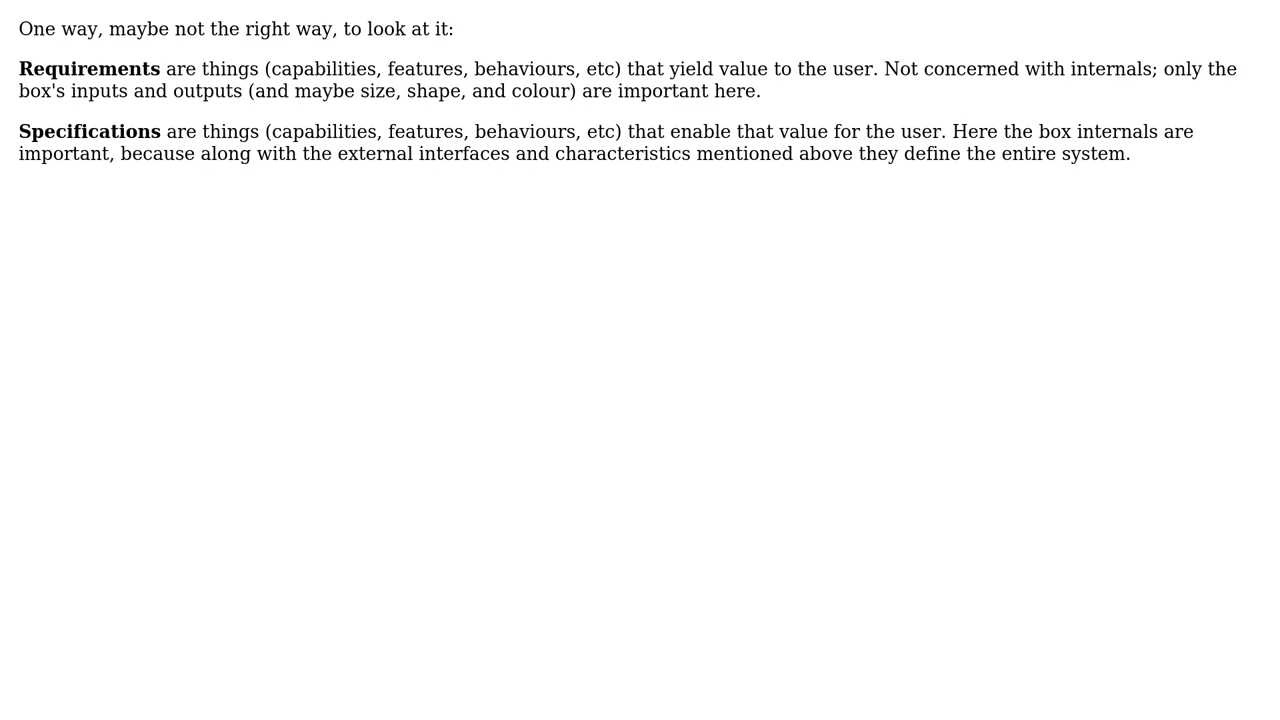 One way, maybe not the right way, to look at it:
Requirements are things (capabilities, features, behaviours, etc) that yield value to the user. Not concerned with internals; only the
box's inputs and outputs (and maybe size, shape, and colour) are important here.
Specifications are things (capabilities, features, behaviours, etc) that enable that value for the user. Here the box internals are
important, because along with the external interfaces and characteristics mentioned above they define the entire system.